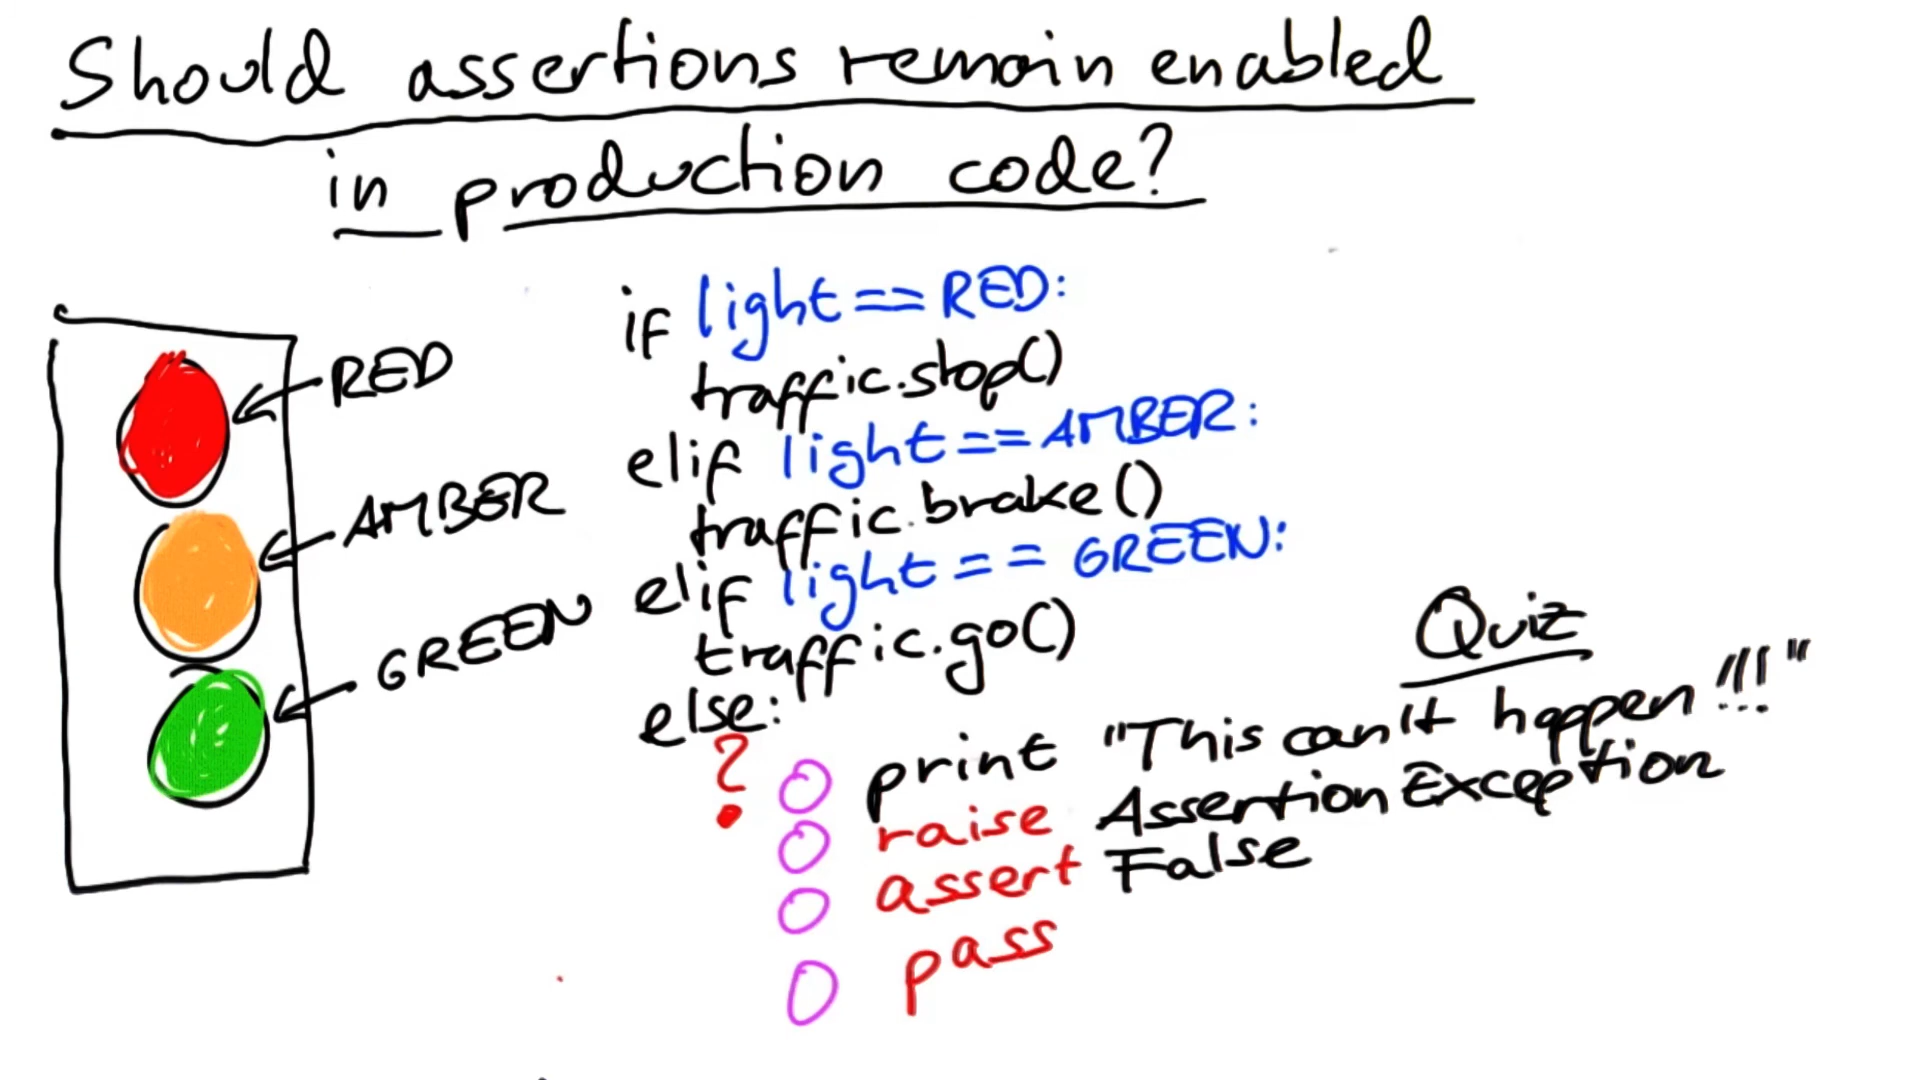 Should assertions remain enabled
in production code?
RED
AMBER
GREEN
if light == RED:
traffic.stop()
elif light == AMBER:
traffic.brake()
elif light == GREEN:
traffic.go()
else:
?
Quiz
print "This can't happen!!!"
raise AssertionException
assert False
pass